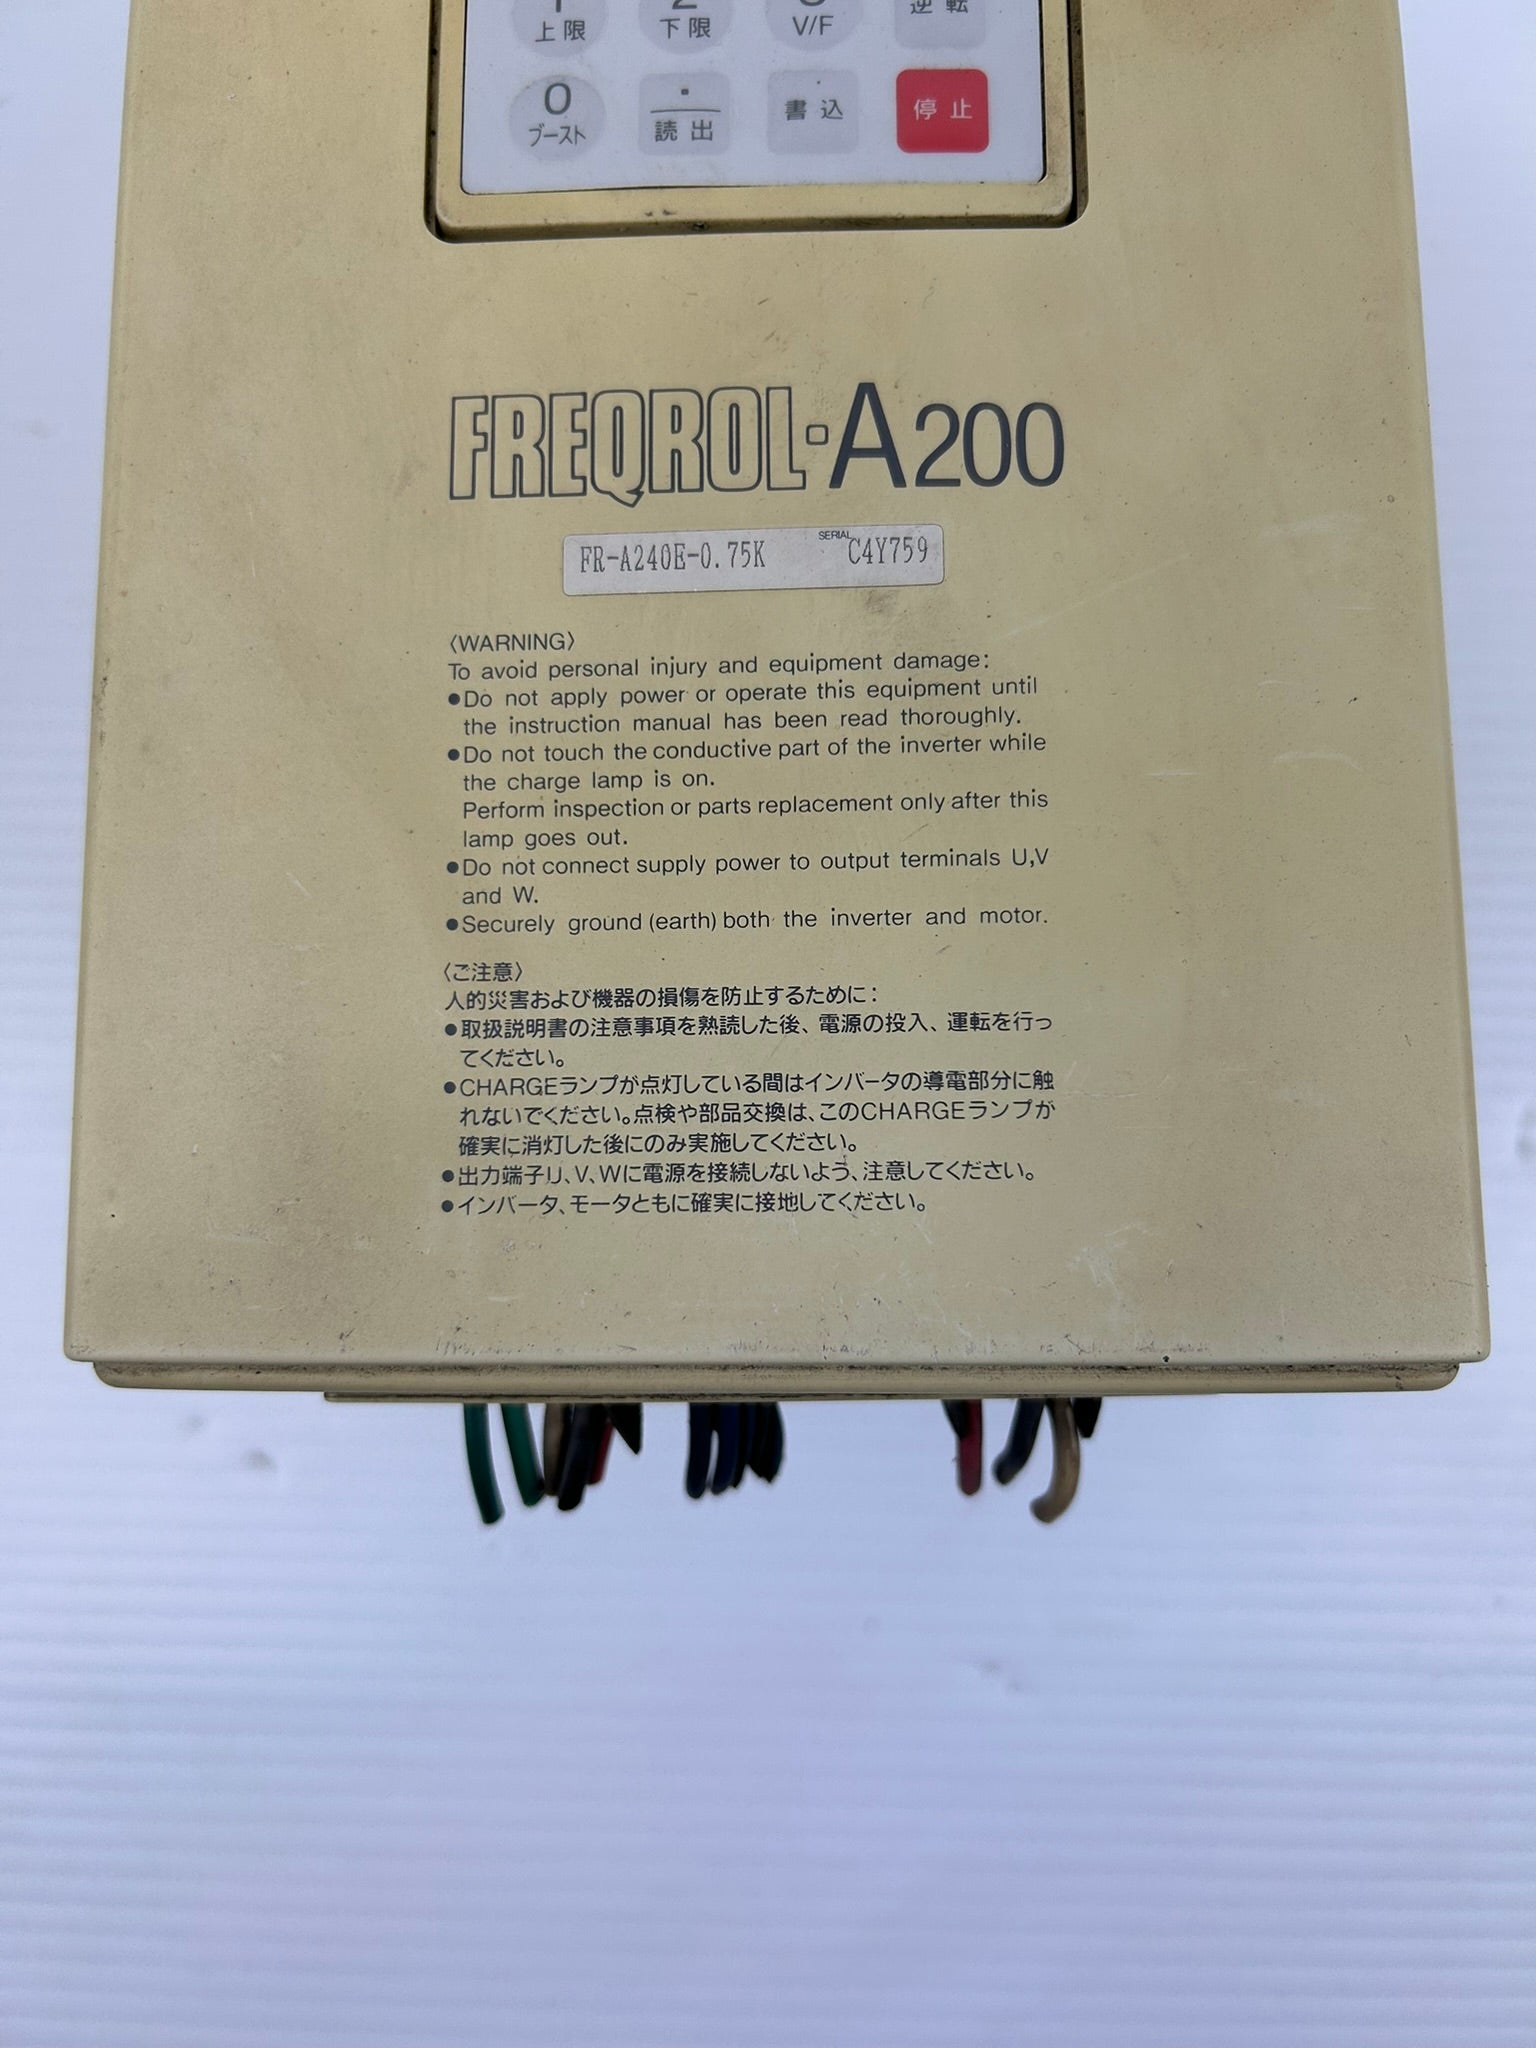 上限 下限 V/F 逆転
0 · 
ブースト 読出 書込 停止
FREQROL-A200
FR-A240E-0.75K SERIAL C4Y759
〈WARNING〉
To avoid personal injury and equipment damage:
●Do not apply power or operate this equipment until
the instruction manual has been read thoroughly.
●Do not touch the conductive part of the inverter while
the charge lamp is on.
Perform inspection or parts replacement only after this
lamp goes out.
●Do not connect supply power to output terminals U,V
and W.
●Securely ground (earth) both the inverter and motor.
〈ご注意〉
人的災害および機器の損傷を防止するために:
●取扱説明書の注意事項を熟読した後、電源の投入、運転を行っ
てください。
●CHARGEランプが点灯している間はインバータの導電部分に触
れないでください。点検や部品交換は、このCHARGEランプが
確実に消灯した後にのみ実施してください。
●出力端子U、V、Wに電源を接続しないよう、注意してください。
●インバータ、モータともに確実に接地してください。